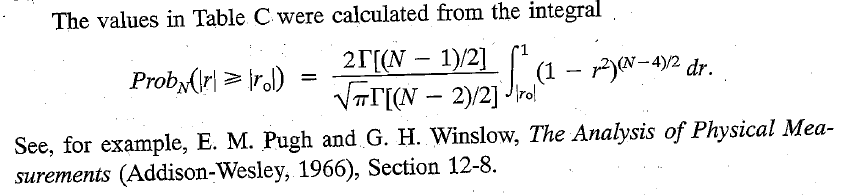 The values in Table C were calculated from the integral
Prob_N(|r| ≥ |r_o|) = 2Γ[(N − 1)/2] / √πΓ[(N − 2)/2] ∫_{|r_o|}^{1} (1 − r²)^{(N−4)/2} dr.
See, for example, E. M. Pugh and G. H. Winslow, The Analysis of Physical Mea-
surements (Addison-Wesley, 1966), Section 12-8.